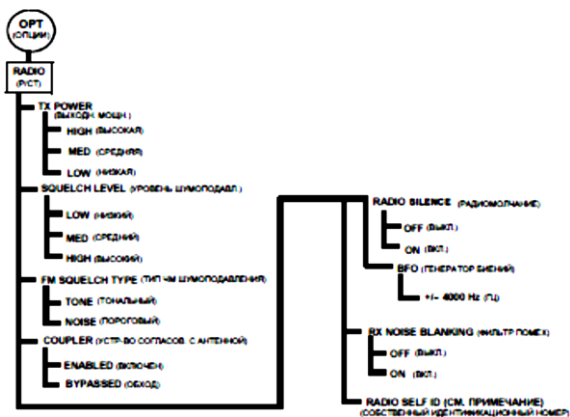 OPT
(ОПЦИИ)
RADIO
(Р/СТ)
TX POWER
(ВЫХОДН. МОЩН.)
HIGH (ВЫСОКАЯ)
MED (СРЕДНЯЯ)
LOW (НИЗКАЯ)
SQUELCH LEVEL (УРОВЕНЬ ШУМОПОДАВЛ.)
LOW (НИЗКИЙ)
MED (СРЕДНИЙ)
HIGH (ВЫСОКИЙ)
FM SQUELCH TYPE (ТИП ЧМ ШУМОПОДАВЛЕНИЯ)
TONE (ТОНАЛЬНЫЙ)
NOISE (ПОРОГОВЫЙ)
COUPLER (УСТР-ВО СОГЛАСОВ. С АНТЕННОЙ)
ENABLED (ВКЛЮЧЕН)
BYPASSED (ОБХОД)
RADIO SILENCE (РАДИОМОЛЧАНИЕ)
OFF (ВЫКЛ.)
ON (ВКЛ.)
BFO (ГЕНЕРАТОР БИЕНИЙ)
+/- 4000 Hz (ГЦ)
RX NOISE BLANKING (ФИЛЬТР ПОМЕХ)
OFF (ВЫКЛ.)
ON (ВКЛ.)
RADIO SELF ID (СМ. ПРИМЕЧАНИЕ)
(СОБСТВЕННЫЙ ИДЕНТИФИКАЦИОННЫЙ НОМЕР)